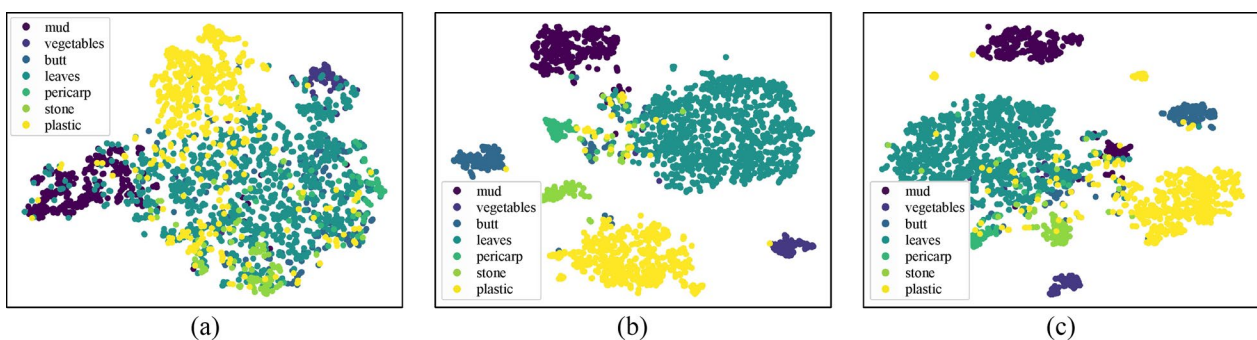 mud
vegetables
butt
leaves
pericarp
stone
plastic
(a)
mud
vegetables
butt
leaves
pericarp
stone
plastic
(b)
mud
vegetables
butt
leaves
pericarp
stone
plastic
(c)